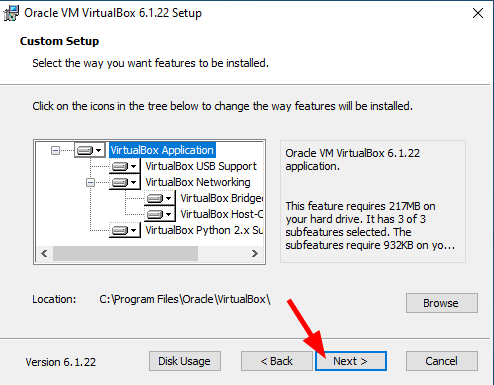 Oracle VM VirtualBox 6.1.22 Setup
Custom Setup
Select the way you want features to be installed.
Click on the icons in the tree below to change the way features will be installed.
VirtualBox Application
VirtualBox USB Support
VirtualBox Networking
VirtualBox Bridged
VirtualBox Host-O
VirtualBox Python 2.x Su
Oracle VM VirtualBox 6.1.22
application.
This feature requires 217MB on
your hard drive. It has 3 of 3
subfeatures selected. The
subfeatures require 932KB on yo...
Location: C:\Program Files\Oracle\VirtualBox\
Browse
Version 6.1.22
Disk Usage
< Back
Next >
Cancel